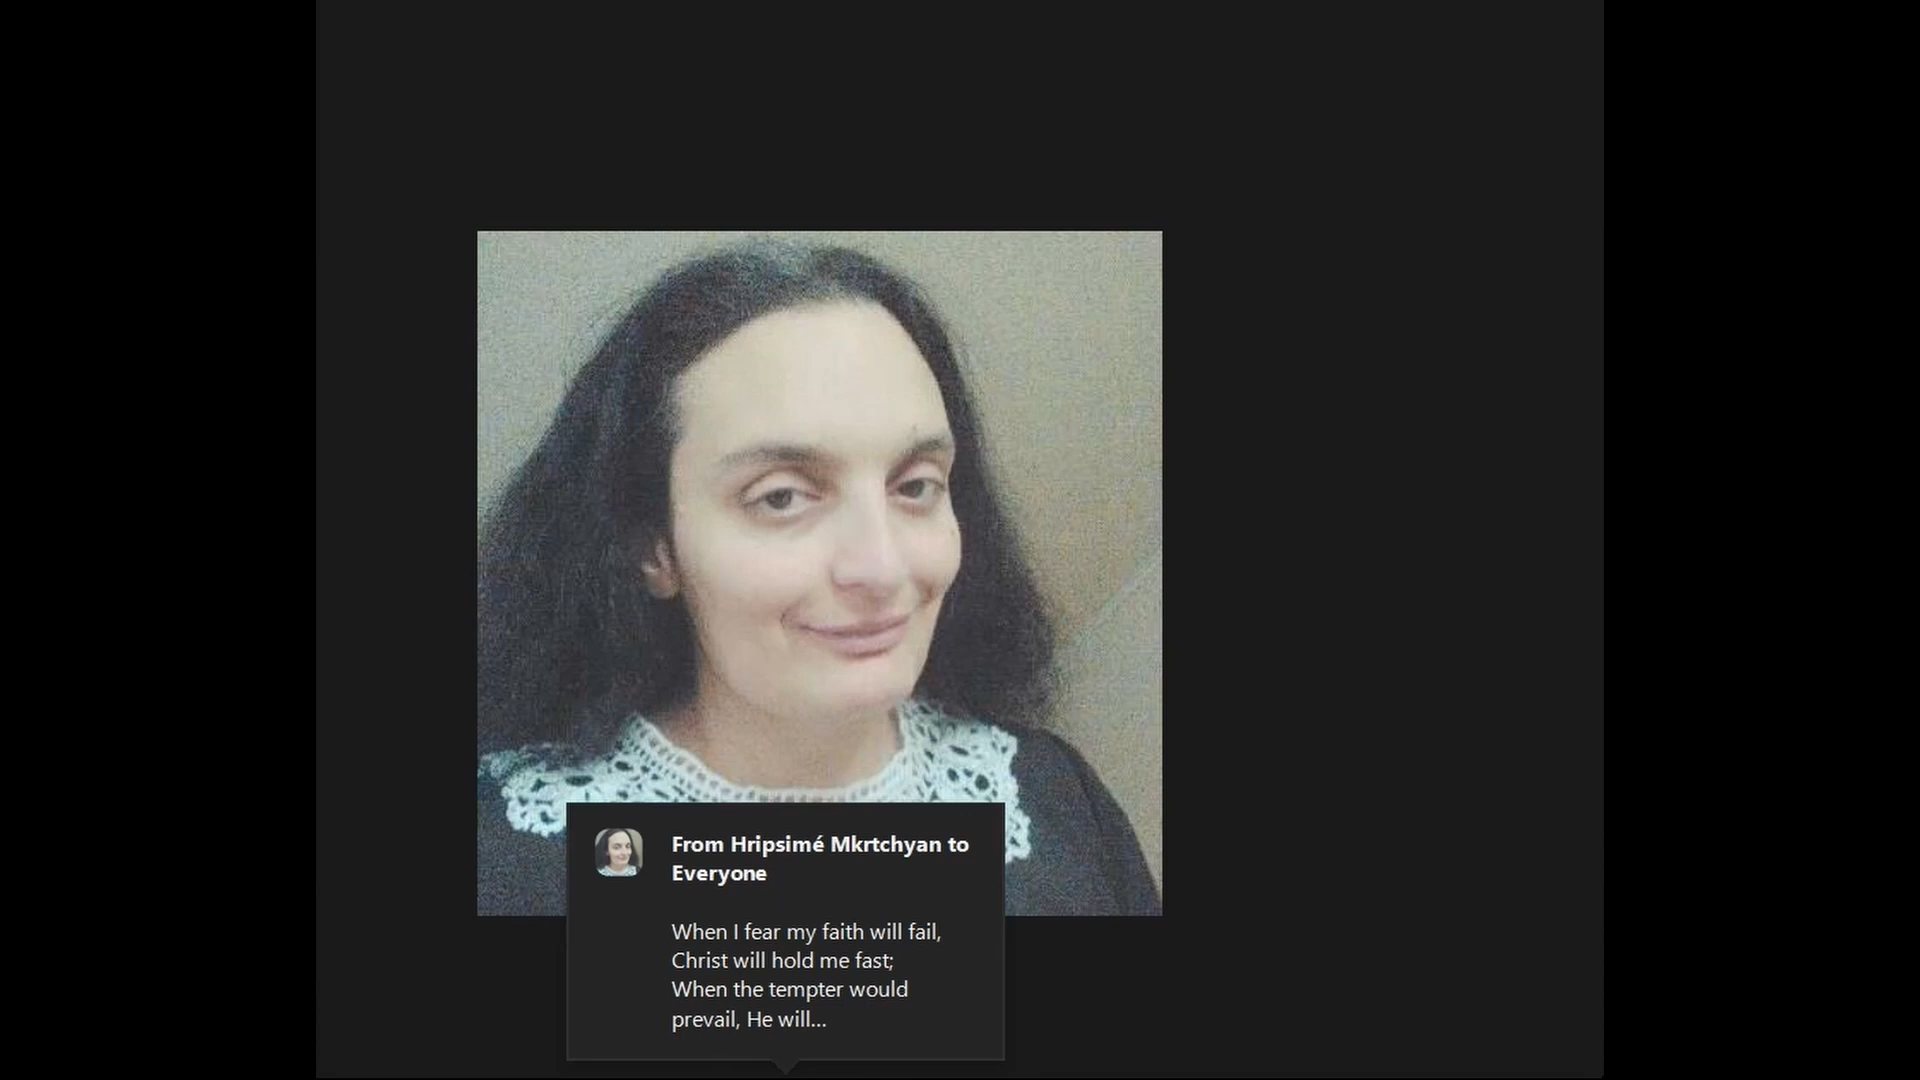 From Hripsimé Mkrtchyan to
Everyone
When I fear my faith will fail,
Christ will hold me fast;
When the tempter would
prevail, He will...